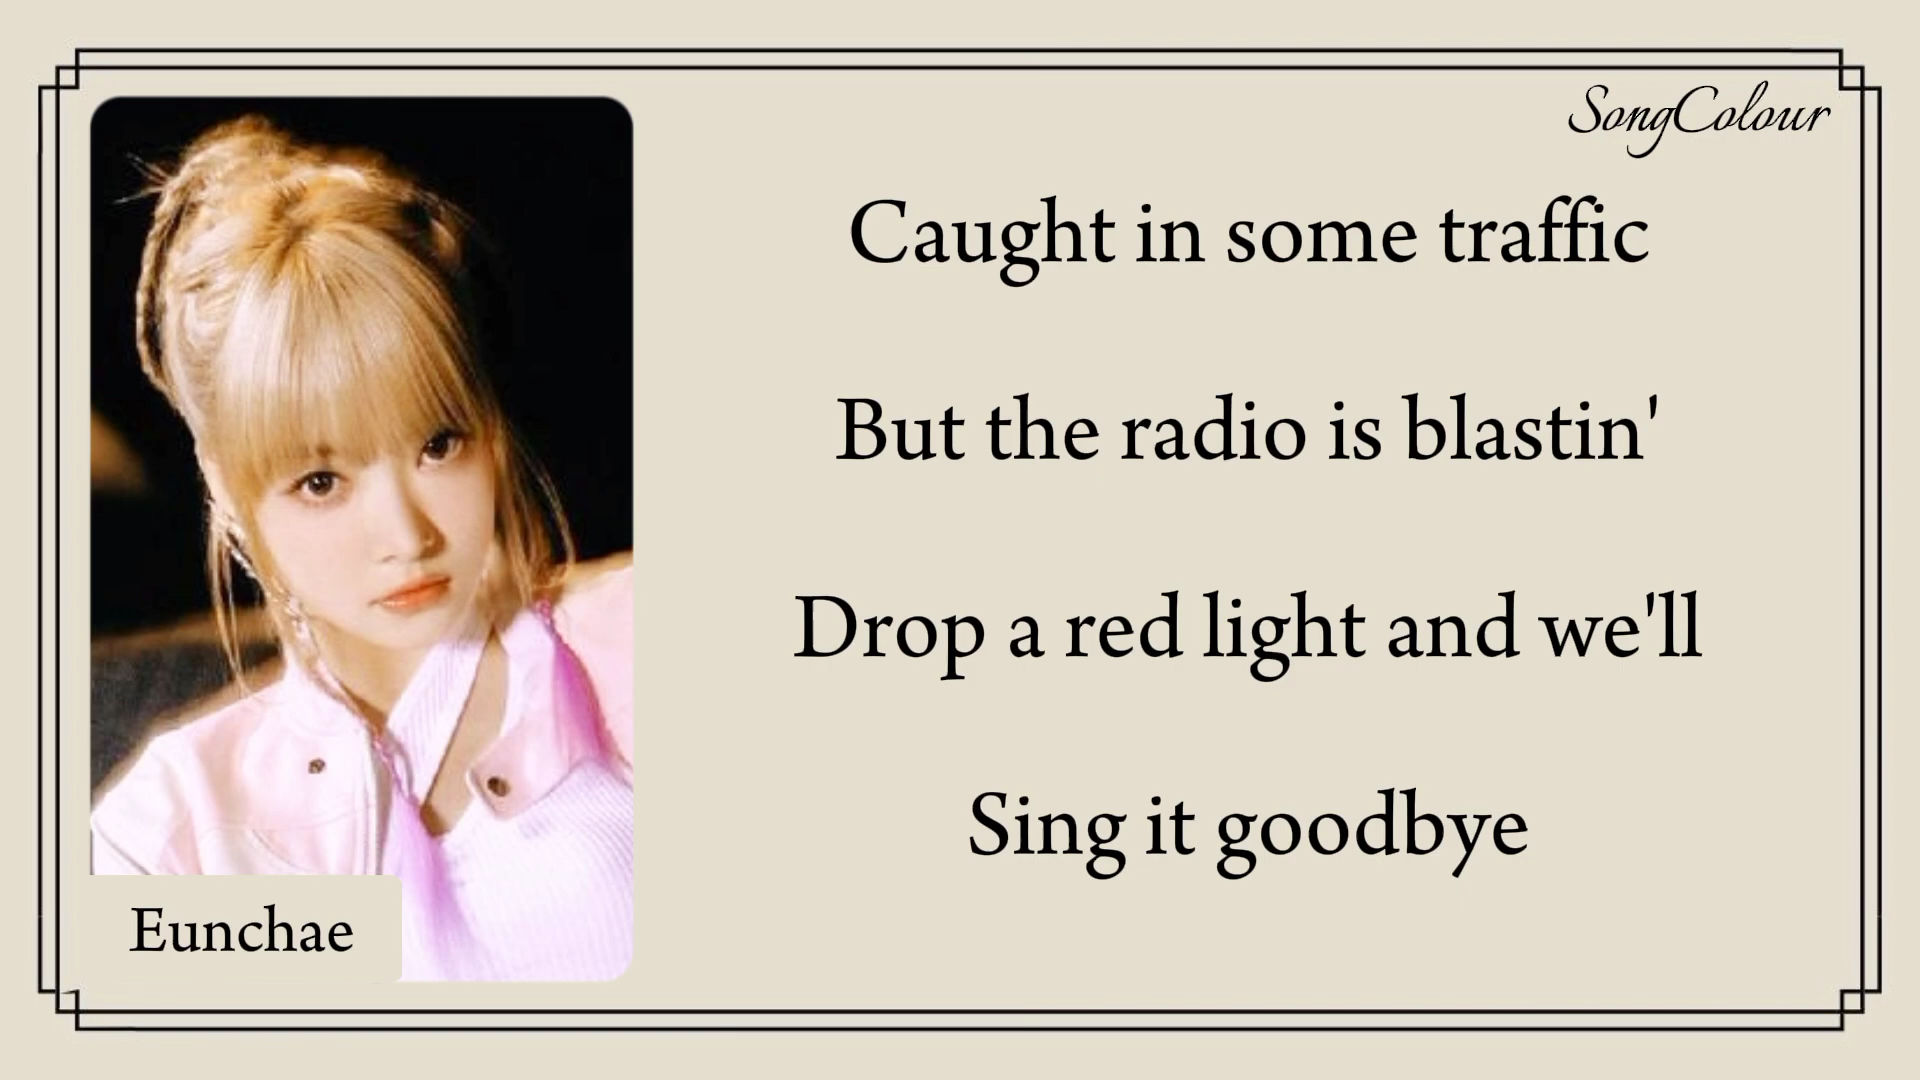 SongColour
Caught in some traffic
But the radio is blastin'
Drop a red light and we'll
Sing it goodbye
Eunchae